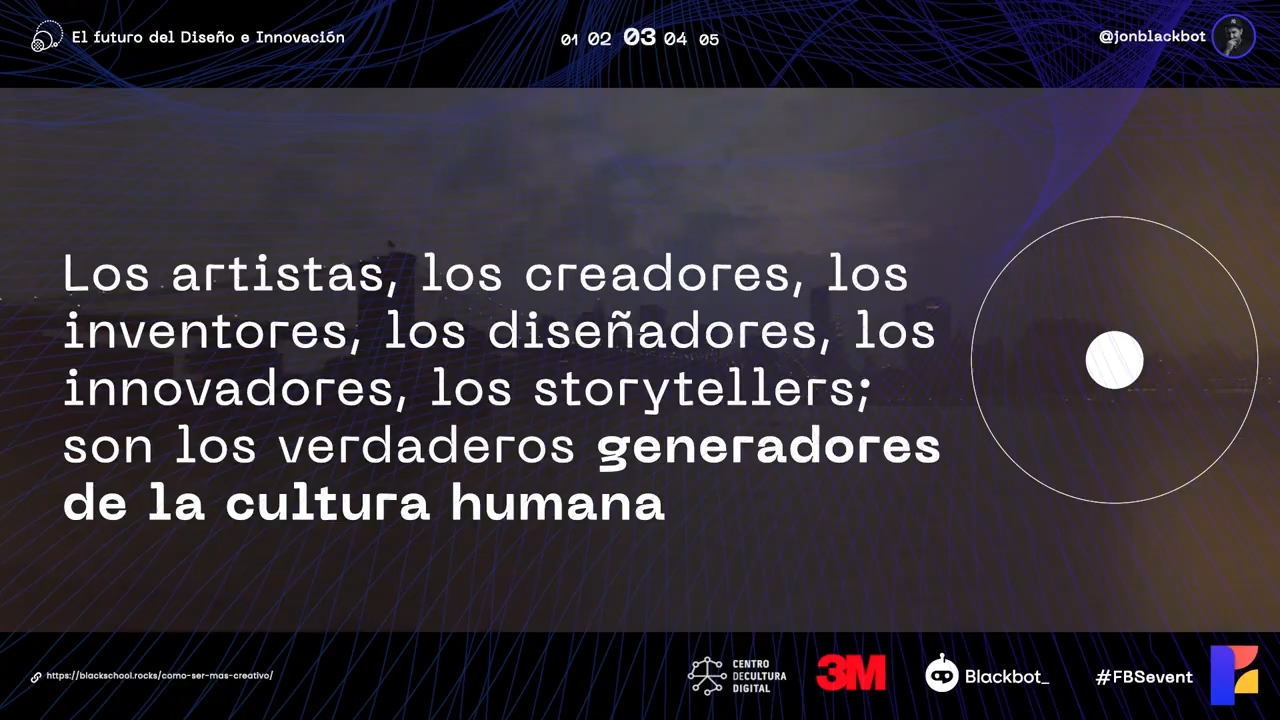 El futuro del Diseño e Innovación
01 02 03 04 05
@jonblackbot
Los artistas, los creadores, los
inventores, los diseñadores, los
innovadores, los storytellers;
son los verdaderos generadores
de la cultura humana
https://blackschool.rocks/como-ser-mas-creativo/
CENTRO
DECULTURA
DIGITAL
3M
Blackbot_
#FBSevent